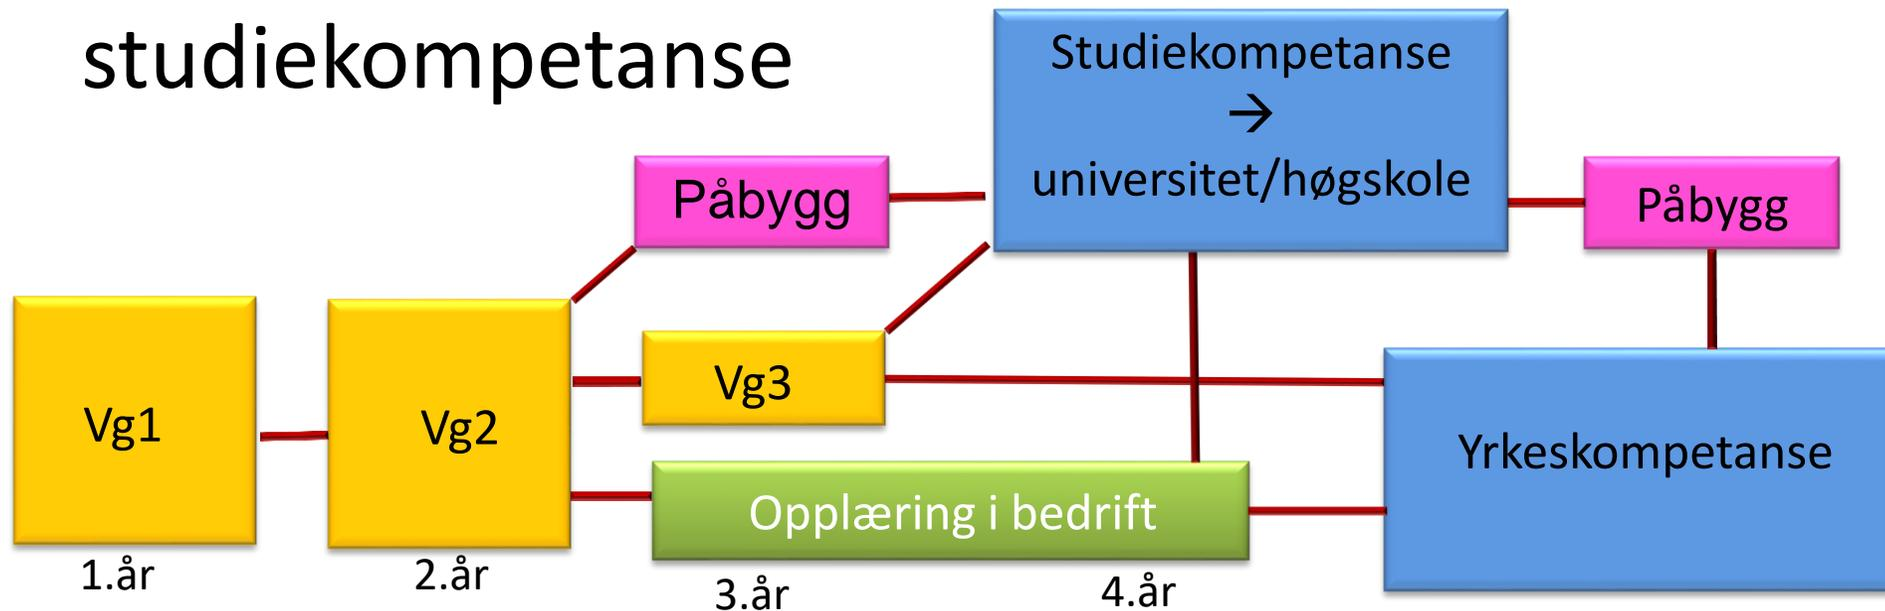 studiekompetanse
Studiekompetanse
→
universitet/høgskole
Påbygg
Påbygg
Vg1
Vg2
Vg3
Yrkeskompetanse
Opplæring i bedrift
1.år
2.år
3.år
4.år